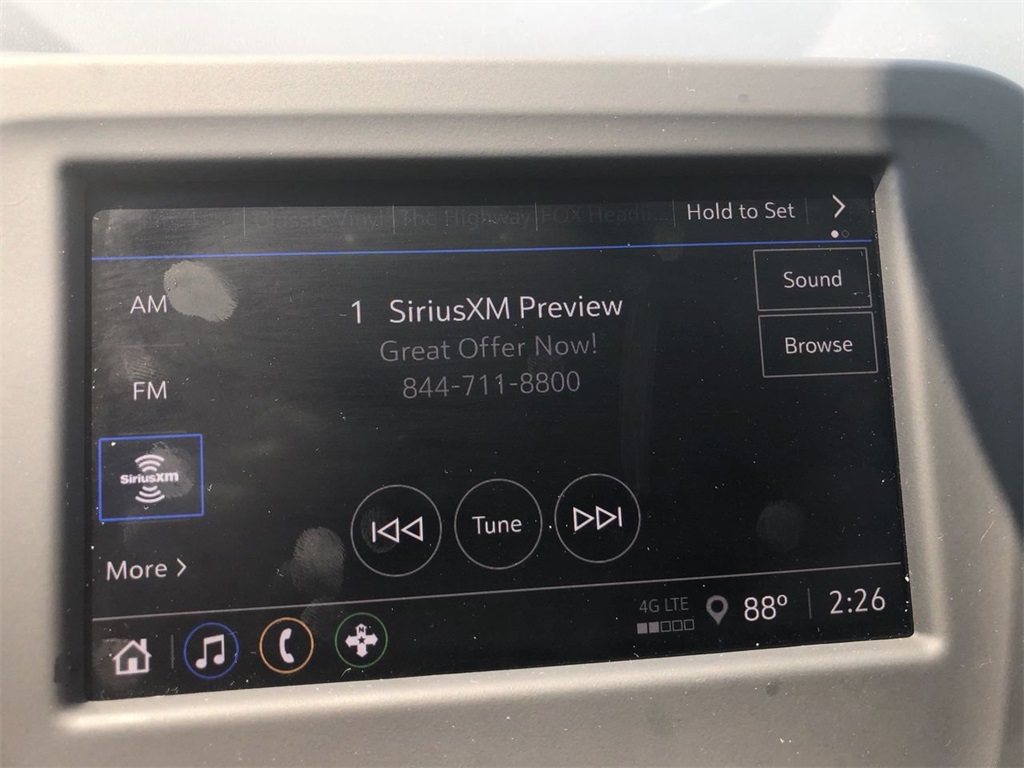 Classic Vinyl The Highway FOX Headli... Hold to Set
AM
1 SiriusXM Preview
Sound
Great Offer Now!
Browse
844-711-8800
FM
SiriusXM
Tune
More
4G LTE
88°
2:26
N